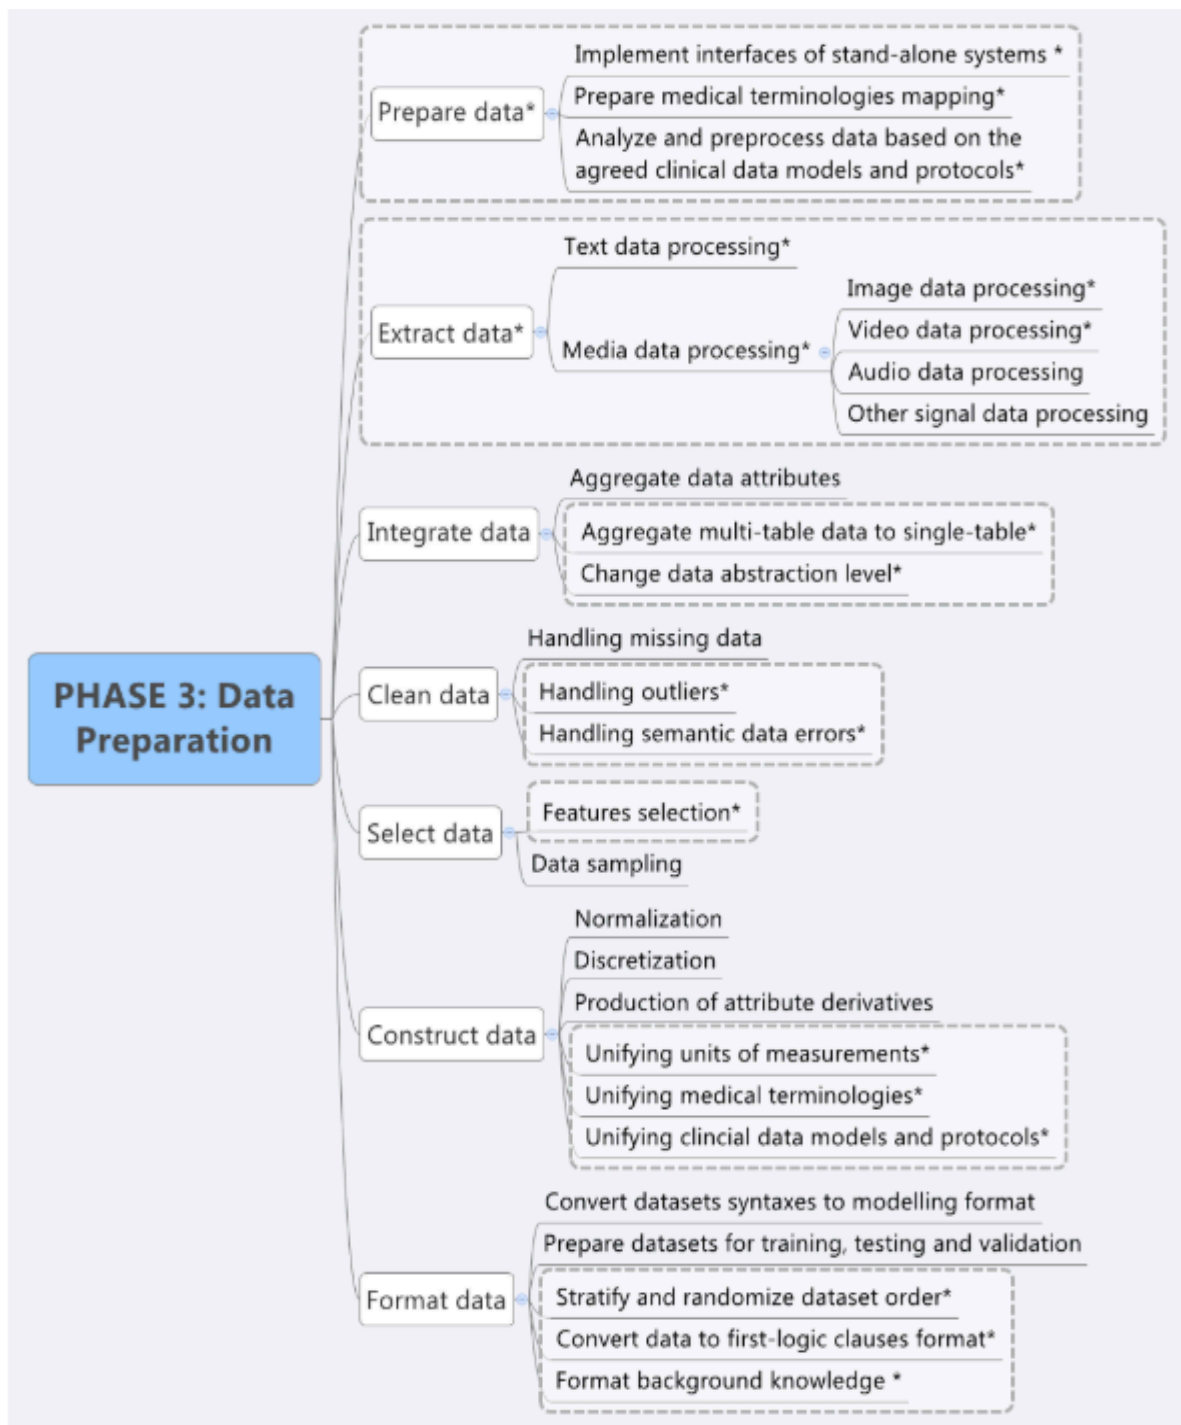 Implement interfaces of stand-alone systems *
Prepare data*
Prepare medical terminologies mapping*
Analyze and preprocess data based on the
agreed clinical data models and protocols*
Text data processing*
Extract data*
Media data processing*
Image data processing*
Video data processing*
Audio data processing
Other signal data processing
Integrate data
Aggregate data attributes
Aggregate multi-table data to single-table*
Change data abstraction level*
PHASE 3: Data
Preparation
Clean data
Handling missing data
Handling outliers*
Handling semantic data errors*
Select data
Features selection*
Data sampling
Construct data
Normalization
Discretization
Production of attribute derivatives
Unifying units of measurements*
Unifying medical terminologies*
Unifying clincial data models and protocols*
Format data
Convert datasets syntaxes to modelling format
Prepare datasets for training, testing and validation
Stratify and randomize dataset order*
Convert data to first-logic clauses format*
Format background knowledge *